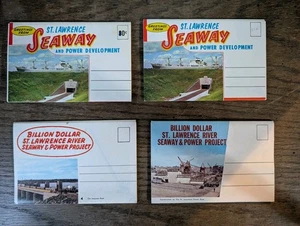 GREETINGS FROM
ST. LAWRENCE
SEAWAY
AND POWER DEVELOPMENT
10¢
GREETINGS FROM
ST. LAWRENCE
SEAWAY
AND POWER DEVELOPMENT
BILLION DOLLAR
ST. LAWRENCE RIVER
SEAWAY & POWER PROJECT
BILLION DOLLAR
ST. LAWRENCE RIVER
SEAWAY & POWER PROJECT